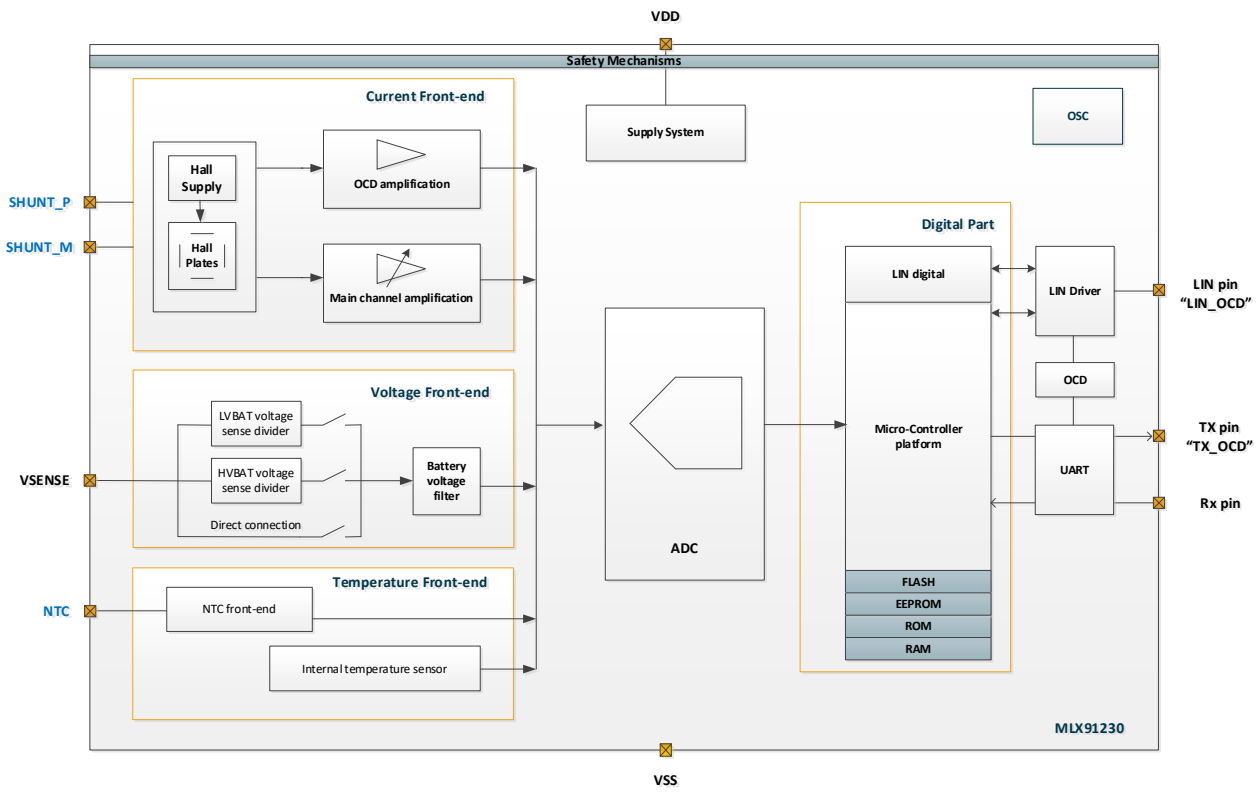 VDD
Safety Mechanisms
Current Front-end
Hall
Supply
Hall
Plates
OCD amplification
Main channel amplification
Supply System
OSC
SHUNT_P
SHUNT_M
Digital Part
LIN digital
LIN Driver
LIN pin
“LIN_OCD”
OCD
Voltage Front-end
LVBAT voltage
sense divider
HVBAT voltage
sense divider
Direct connection
Battery
voltage
filter
VSENSE
ADC
Micro-Controller
platform
UART
TX pin
“TX_OCD”
Rx pin
Temperature Front-end
NTC
NTC front-end
Internal temperature sensor
FLASH
EEPROM
ROM
RAM
MLX91230
VSS